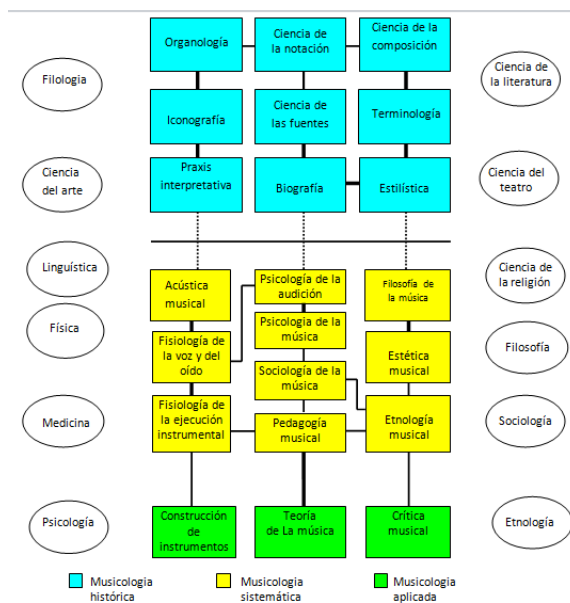 Organología
Ciencia de
la notación
Ciencia de la
composición
Filologia
Ciencia de
la literatura
Iconografía
Ciencia de
las fuentes
Terminología
Ciencia
del arte
Praxis
interpretativa
Biografía
Estilística
Ciencia del
teatro
Linguística
Acústica
musical
Psicología de la
audición
Filosofía de
la música
Ciencia de
la religión
Física
Fisiología de
la voz y del
oído
Psicologia de la
música
Estética
musical
Filosofía
Sociología de la
música
Medicina
Fisiología de
la ejecución
instrumental
Pedagogía
musical
Etnología
musical
Sociología
Psicología
Construcción
de
instrumentos
Teoría
de La música
Crítica
musical
Etnología
Musicologia
histórica
Musicologia
sistemática
Musicologia
aplicada